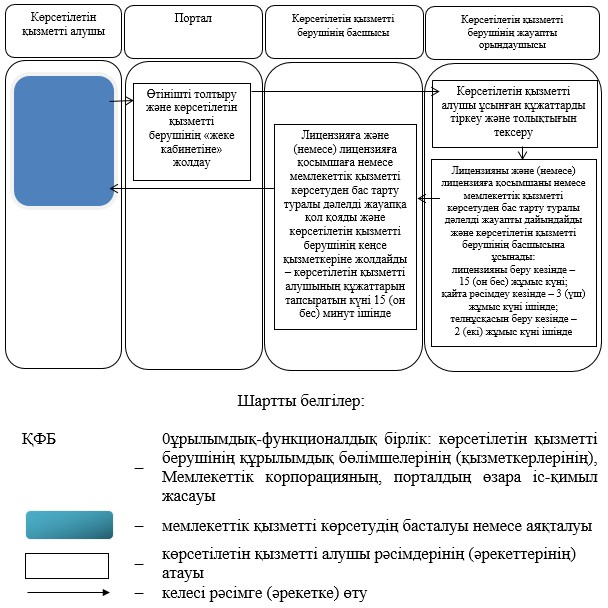 Көрсетілетін
қызметті алушы
Портал
Көрсетілетін қызметті
берушінің басшысы
Көрсетілетін қызметті
берушінің жауапты
орындаушысы
Өтінішті толтыру
және көрсетілетін
қызметті
берушінің «жеке
кабинетіне»
жолдау
Көрсетілетін қызметті
алушы ұсынған құжаттарды
тіркеу және толықтығын
тексеру
Лицензияға және
(немесе) лицензияға
қосымшаға немесе
мемлекеттік қызметті
көрсетуден бас тарту
туралы дәлелді жауапқа
қол қояды және
көрсетілетін қызметті
берушінің кеңсе
қызметкеріне жолдайды
– көрсетілетін қызметті
алушының құжаттарын
тапсыратын күні 15 (он
бес) минут ішінде
Лицензияны және (немесе)
лицензияға қосымшаны немесе
мемлекеттік қызметті
көрсетуден бас тарту туралы
дәлелді жауапты дайындайды
және көрсетілетін қызметті
берушінің басшысына
ұсынады:
лицензияны беру кезінде –
15 (он бес) жұмыс күні;
қайта рәсімдеу кезінде – 3 (үш)
жұмыс күні ішінде;
телнұсқасын беру кезінде –
2 (екі) жұмыс күні ішінде
Шартты белгілер:
ҚФБ – 0ұрылымдық-функционалдық бірлік: көрсетілетін қызметті
берушінің құрылымдық бөлімшелерінің (қызметкерлерінің),
Мемлекеттік корпорацияның, порталдың өзара іс-қимыл
жасауы
– мемлекеттік қызметті көрсетудің басталуы немесе аяқталуы
– көрсетілетін қызметті алушы рәсімдерінің (әрекеттерінің)
атауы
– келесі рәсімге (әрекетке) өту